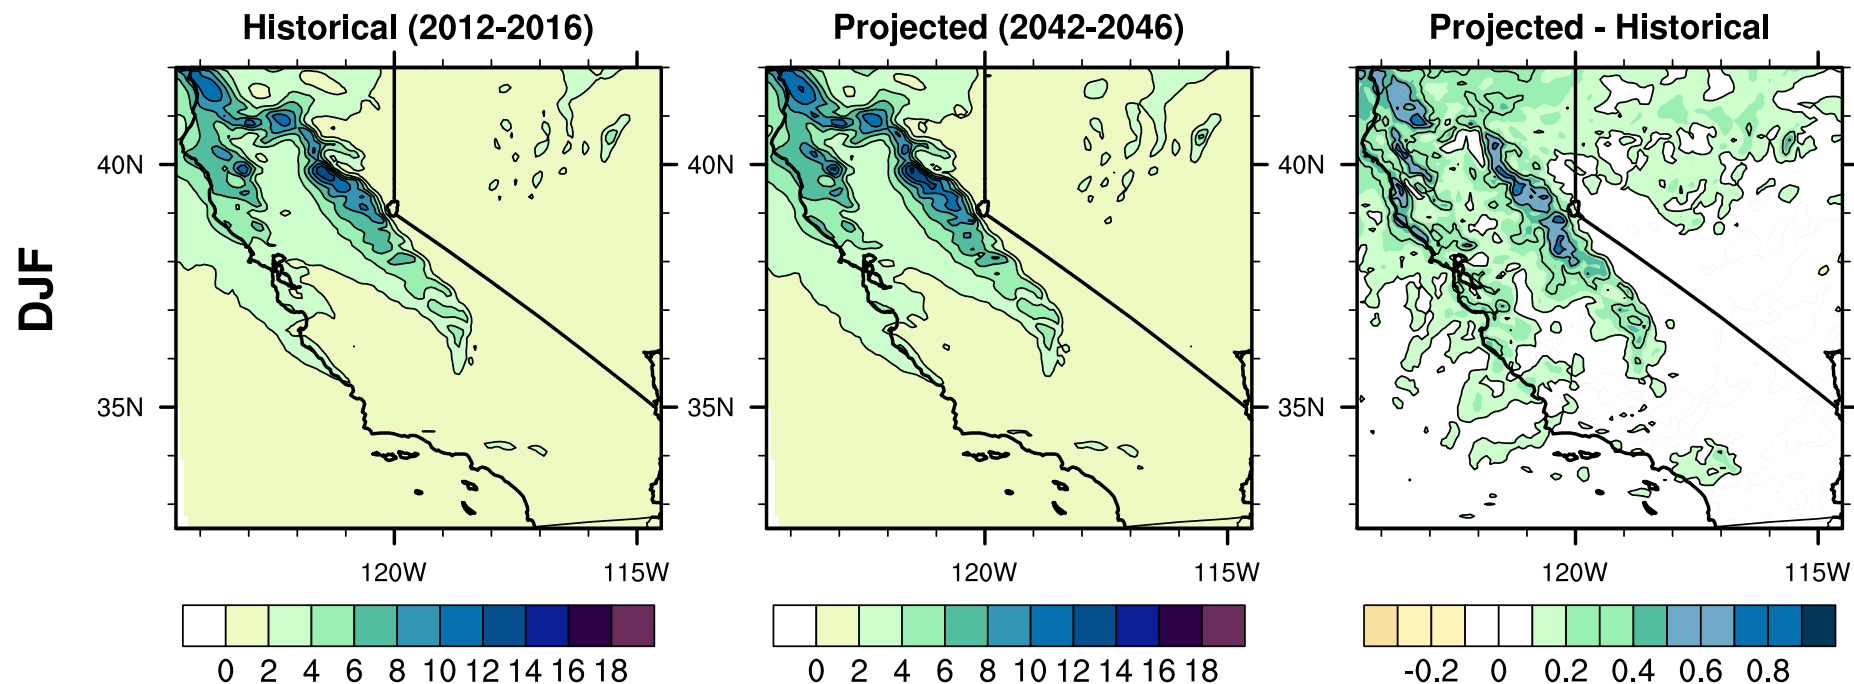 Historical (2012-2016) Projected (2042-2046) Projected - Historical
DJF
40N 40N 40N
35N 35N 35N
120W 115W 120W 115W 120W 115W
0 2 4 6 8 10 12 14 16 18 0 2 4 6 8 10 12 14 16 18 -0.2 0 0.2 0.4 0.6 0.8